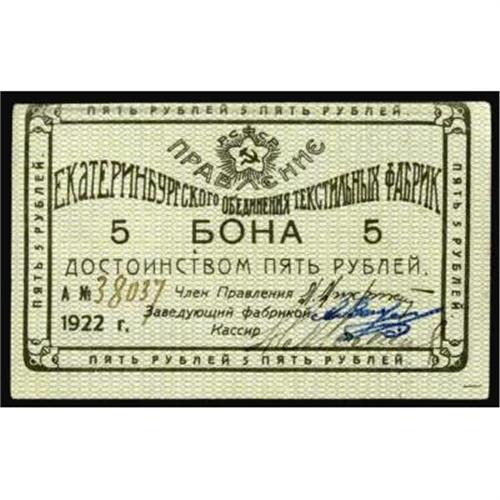 ПЯТЬ РУБЛЕЙ 5 ПЯТЬ РУБЛЕЙ.
РСФСР
ПРАВЛЕНИЕ
ЕКАТЕРИНБУРГСКОГО ОБЕДИНЕНИЯ ТЕКСТИЛЬНЫХ ФАБРИК
ПЯТЬ 5 РУБЛЕЙ
ПЯТЬ 5 РУБЛЕЙ
5 БОНА 5
ДОСТОИНСТВОМ ПЯТЬ РУБЛЕЙ.
А № 38037 Член Правления
1922 г. Заведующий фабрикой
Кассир
ПЯТЬ РУБЛЕЙ 5 ПЯТЬ РУБЛЕЙ.